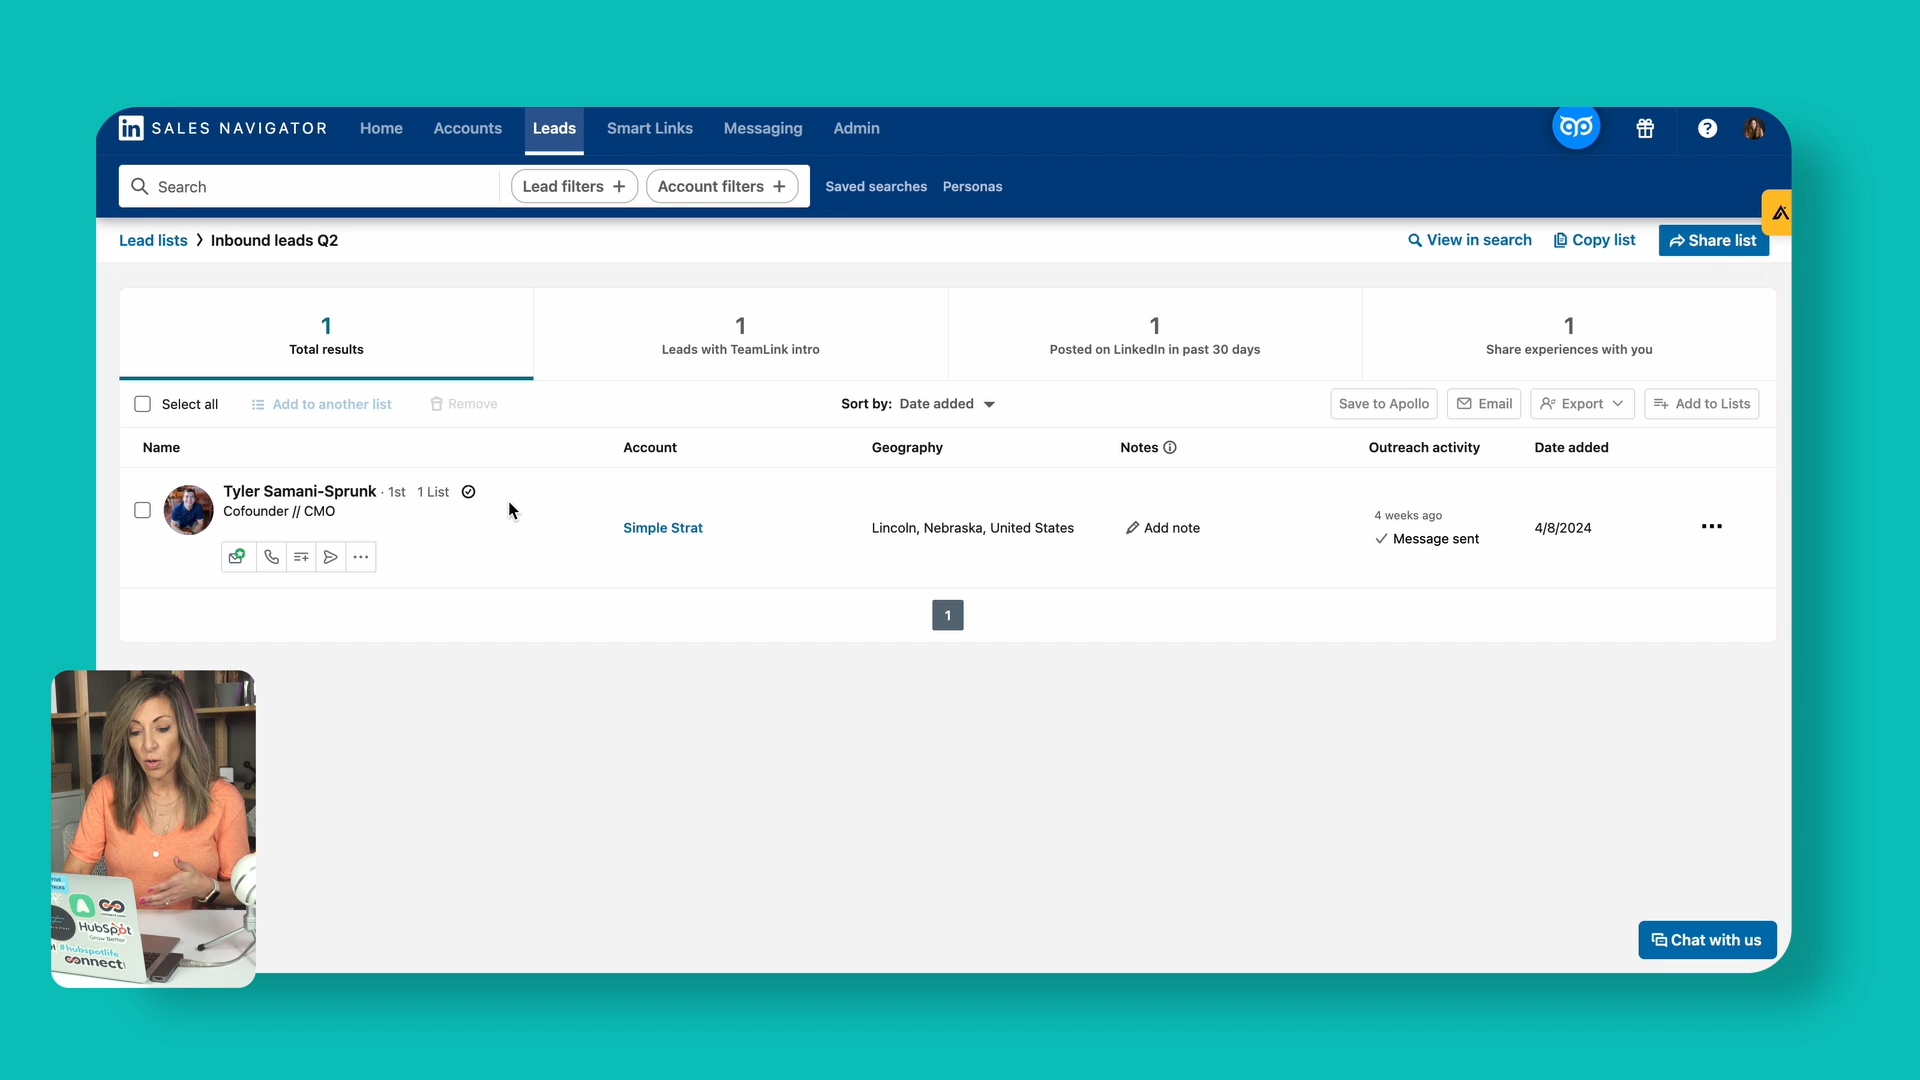 in SALES NAVIGATOR Home Accounts Leads Smart Links Messaging Admin
Search Lead filters + Account filters + Saved searches Personas
Lead lists > Inbound leads Q2 View in search Copy list Share list
1 1 1 1
Total results Leads with TeamLink intro Posted on LinkedIn in past 30 days Share experiences with you
Select all Add to another list Remove Sort by: Date added Save to Apollo Email Export Add to Lists
Name Account Geography Notes Outreach activity Date added
Tyler Samani-Sprunk · 1st 1 List
Cofounder // CMO
Simple Strat Lincoln, Nebraska, United States Add note
4 weeks ago
Message sent
4/8/2024
1
HubSpot
Grow Better
#hubspotlife
connect
Chat with us